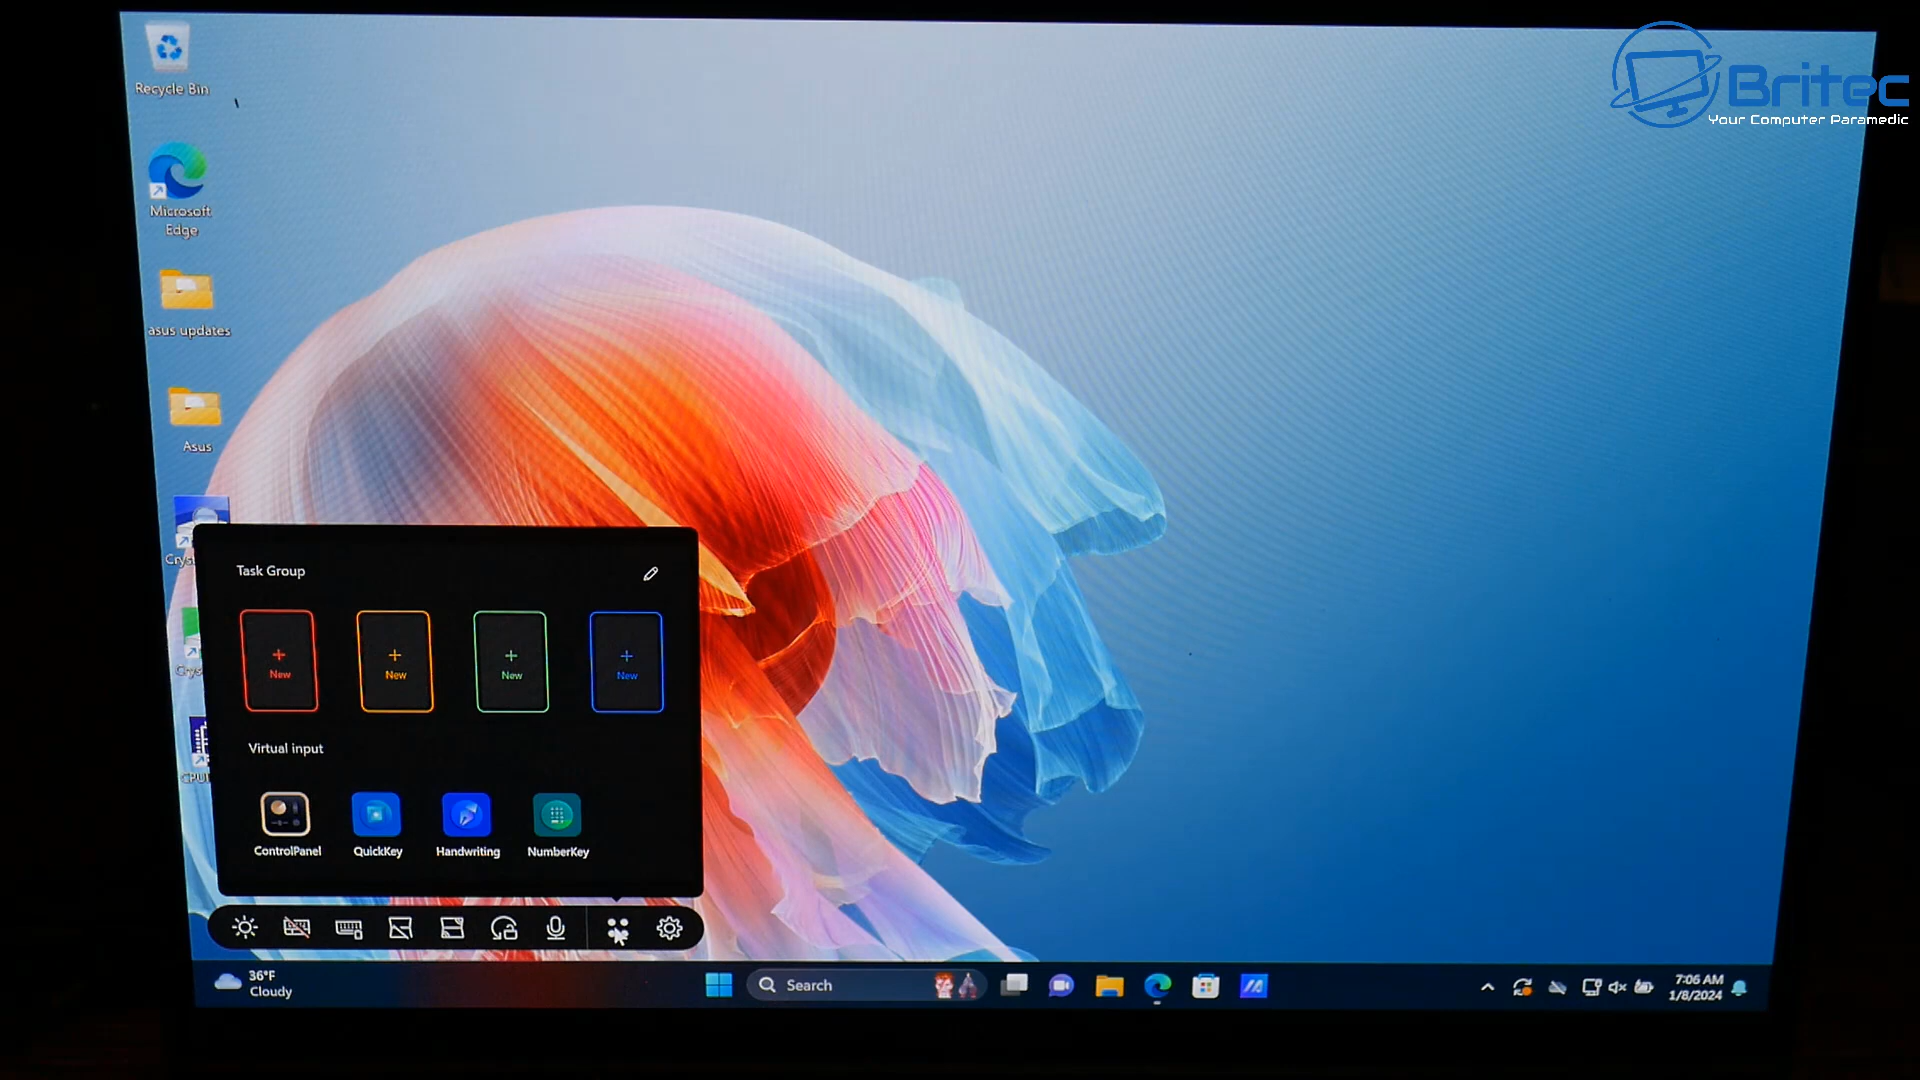 Britec
Your Computer Paramedic
Recycle Bin
Microsoft
Edge
asus updates
Asus
Task Group
New
New
New
New
Virtual input
ControlPanel
QuickKey
Handwriting
NumberKey
36°F
Cloudy
Search
7:06 AM
1/8/2024